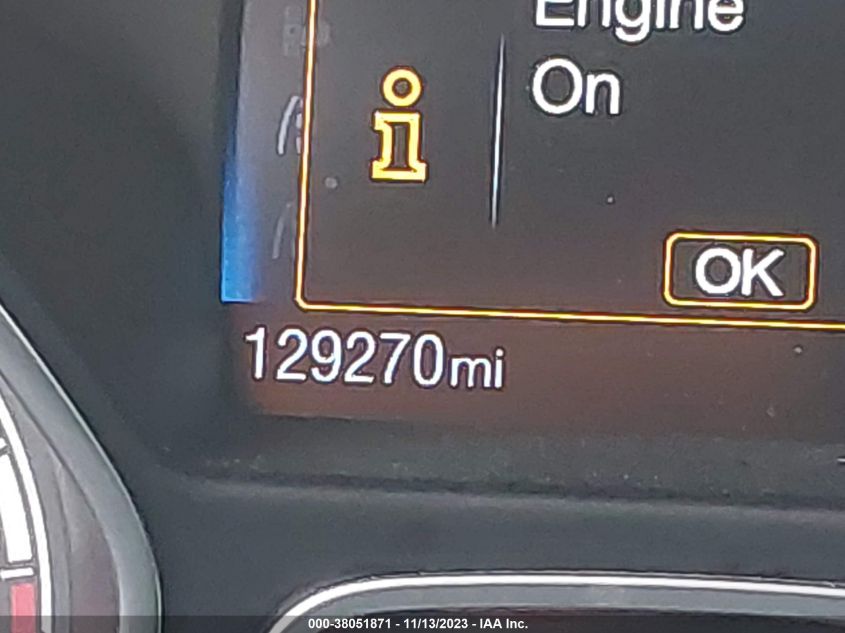 Engine
On
OK
129270mi
000-38051871 - 11/13/2023 - IAA Inc.